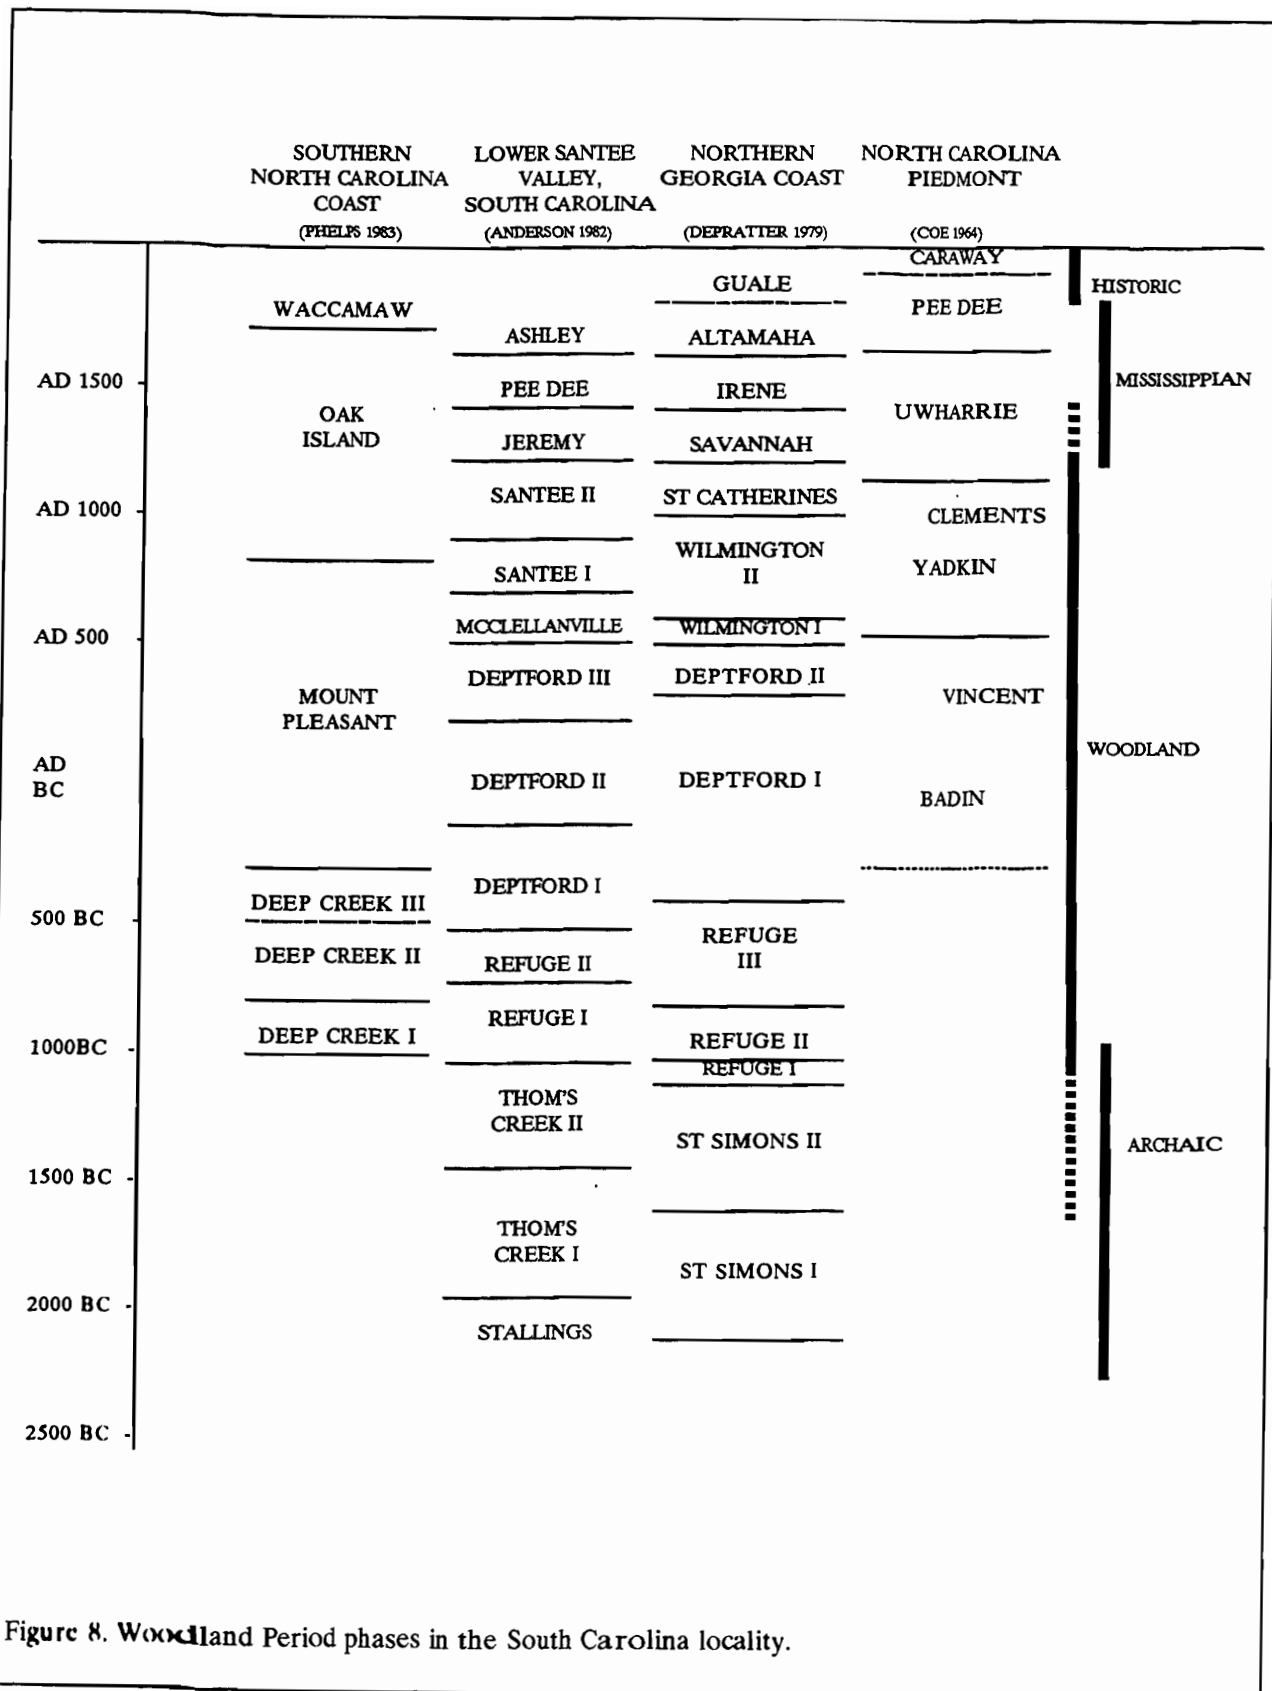 SOUTHERN
NORTH CAROLINA
COAST
(PHELPS 1983)
LOWER SANTEE
VALLEY,
SOUTH CAROLINA
(ANDERSON 1982)
NORTHERN
GEORGIA COAST
(DEPRATTER 1979)
NORTH CAROLINA
PIEDMONT
(COE 1964)
AD 1500
AD 1000
AD 500
AD
BC
500 BC
1000BC
1500 BC
2000 BC
2500 BC
WACCAMAW
OAK
ISLAND
MOUNT
PLEASANT
DEEP CREEK III
DEEP CREEK II
DEEP CREEK I
ASHLEY
PEE DEE
JEREMY
SANTEE II
SANTEE I
MCCLELLANVILLE
DEPTFORD III
DEPTFORD II
DEPTFORD I
REFUGE II
REFUGE I
THOM'S
CREEK II
THOM'S
CREEK I
STALLINGS
GUALE
ALTAMAHA
IRENE
SAVANNAH
ST CATHERINES
WILMINGTON
II
WILMINGTON I
DEPTFORD II
DEPTFORD I
REFUGE
III
REFUGE II
REFUGE I
ST SIMONS II
ST SIMONS I
CARAWAY
PEE DEE
UWHARRIE
CLEMENTS
YADKIN
VINCENT
BADIN
HISTORIC
MISSISSIPPIAN
WOODLAND
ARCHAIC
Figure 8. Woodland Period phases in the South Carolina locality.